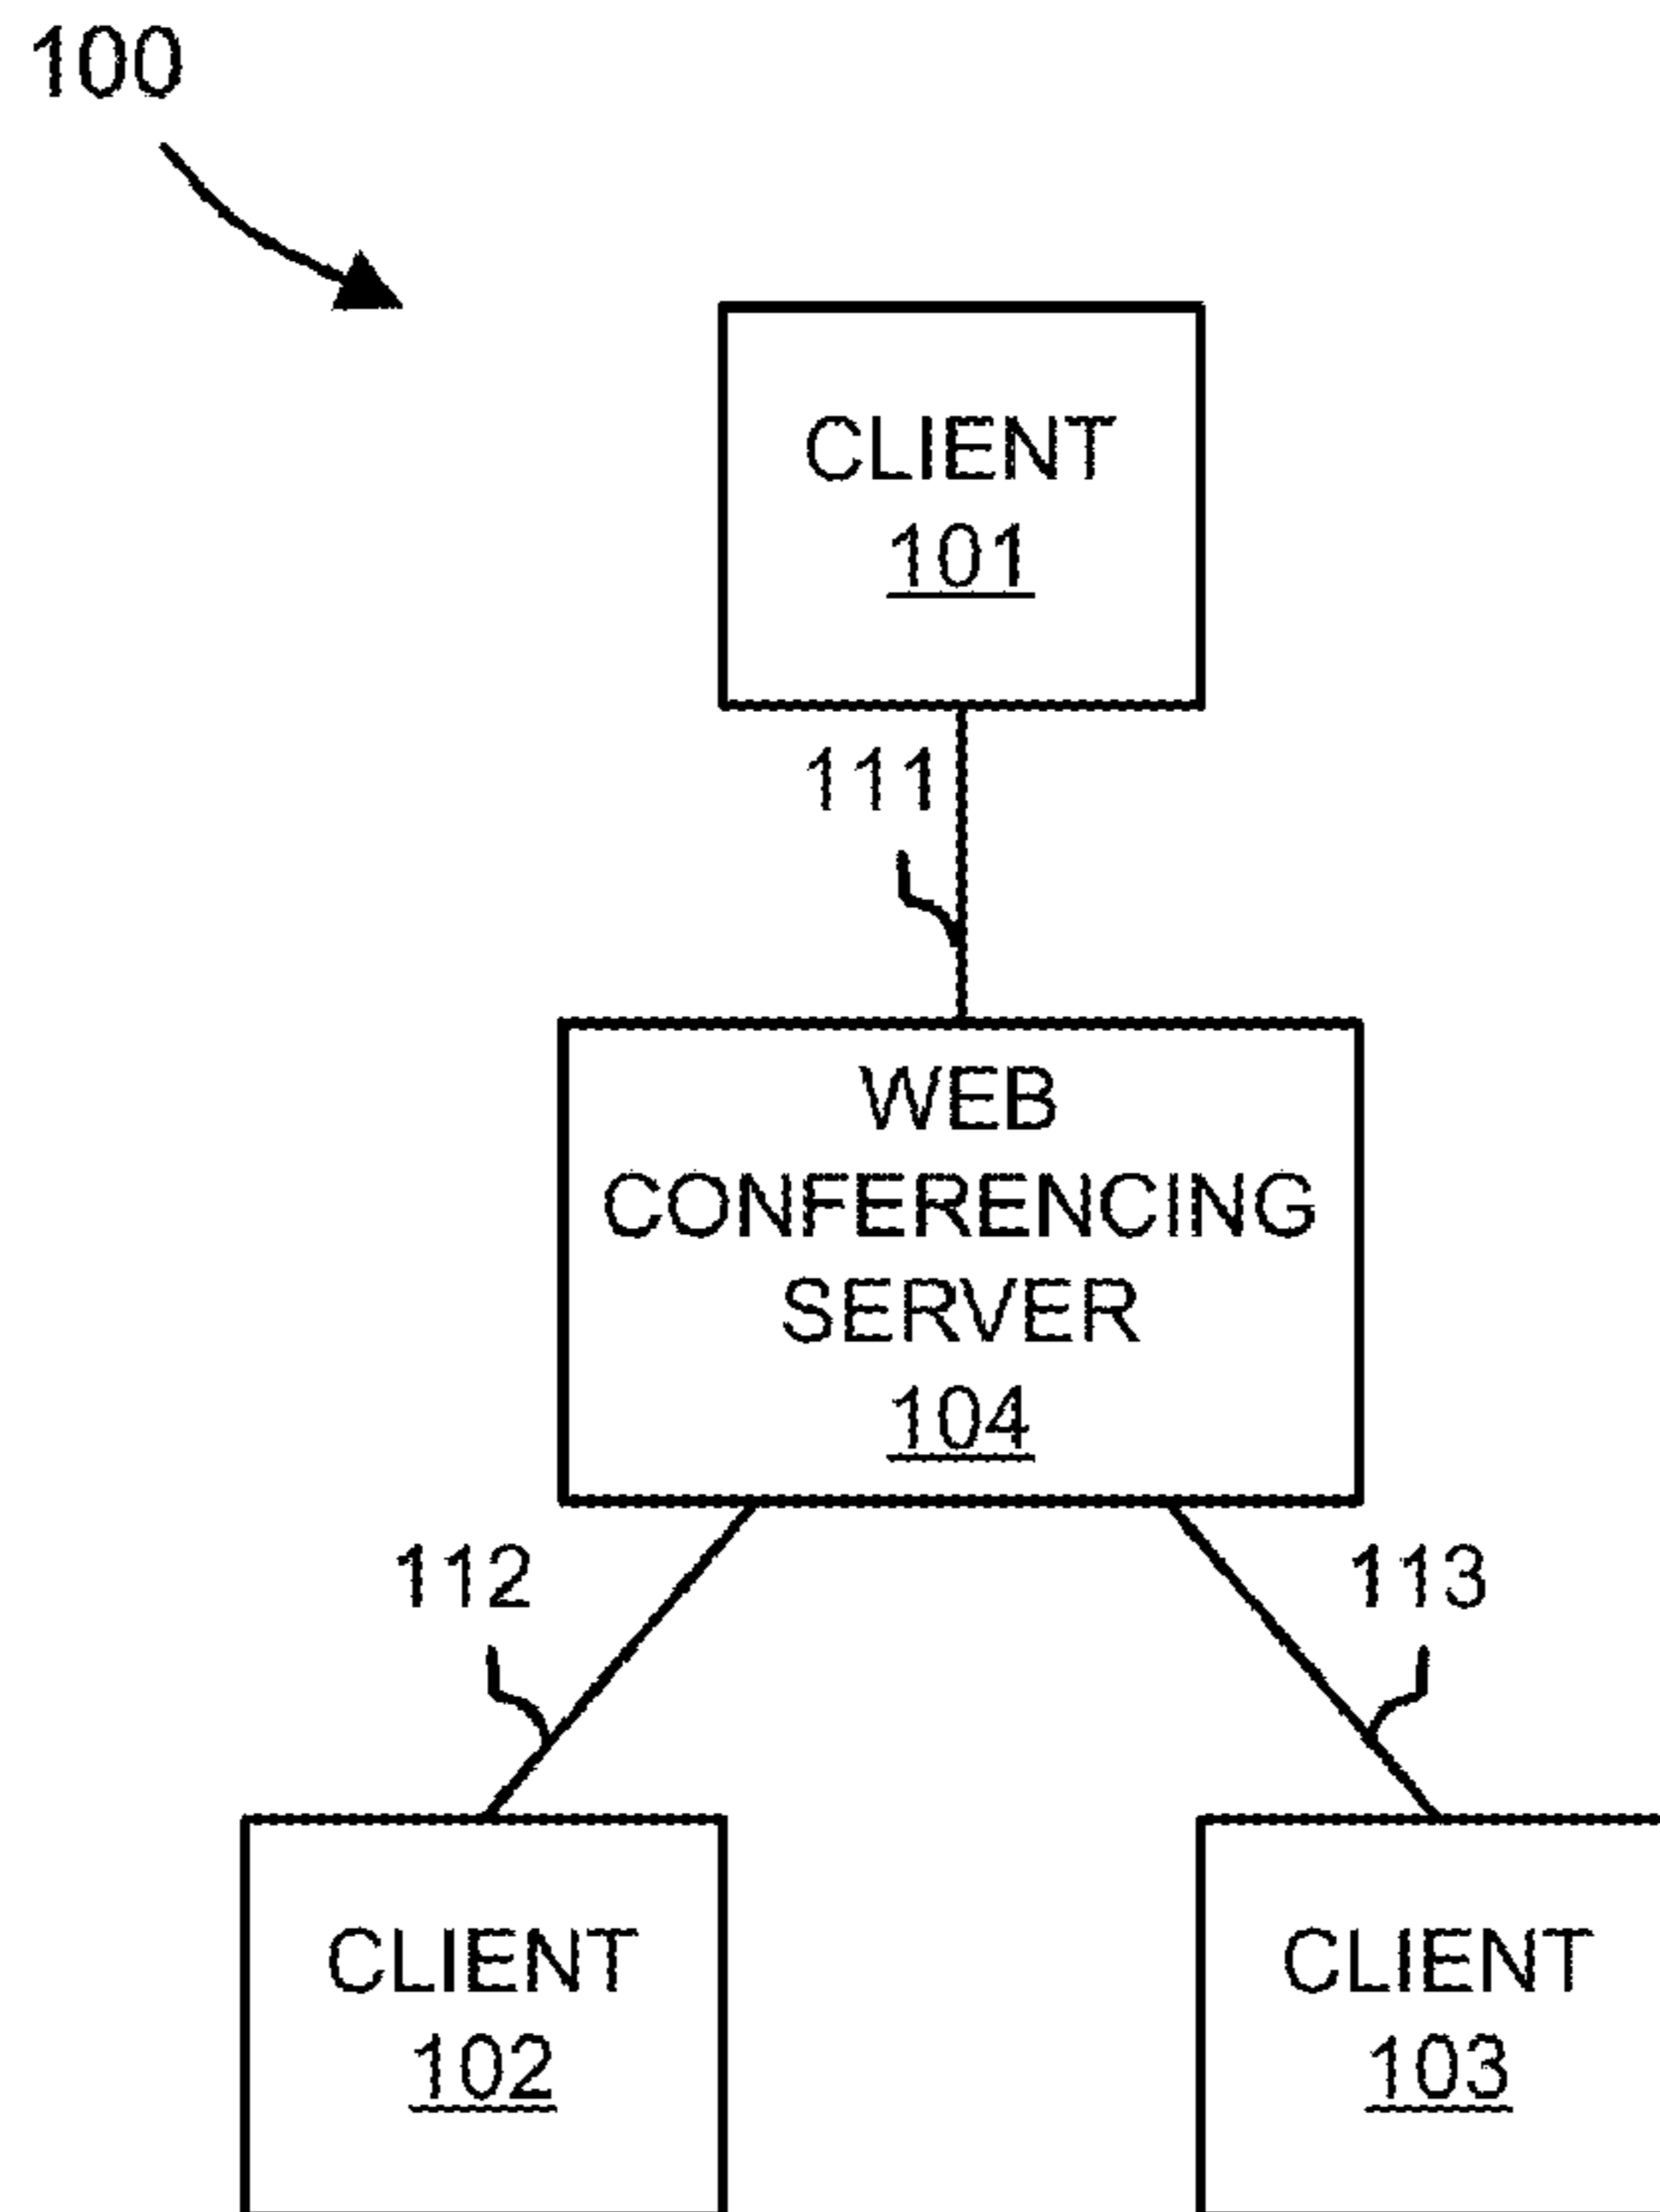 100
CLIENT
101
111
WEB
CONFERENCING
SERVER
104
112
113
CLIENT
102
CLIENT
103